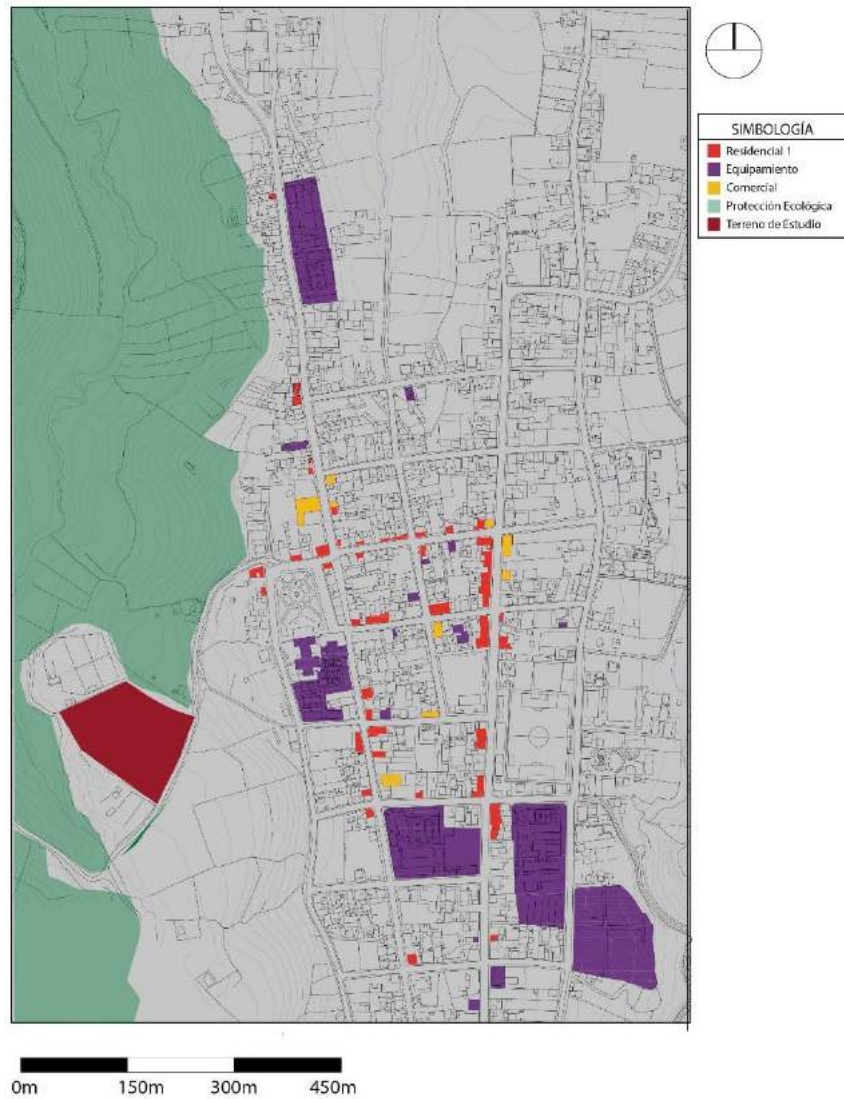 SIMBOLOGÍA
Residencial 1
Equipamiento
Comercial
Protección Ecológica
Terreno de Estudio
0m 150m 300m 450m